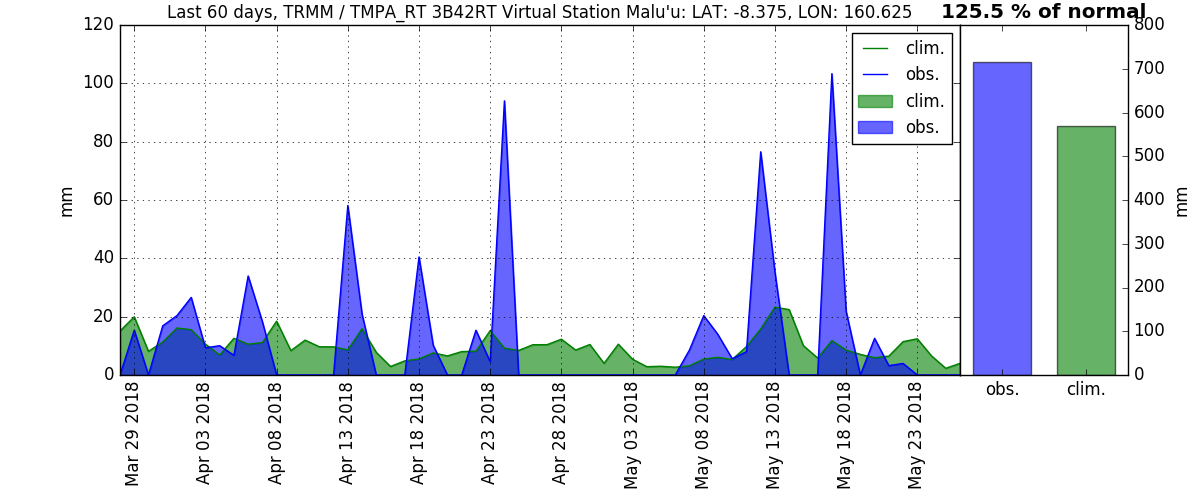 Last 60 days, TRMM / TMPA_RT 3B42RT Virtual Station Malu'u: LAT: -8.375, LON: 160.625
125.5 % of normal
120
100
80
60
40
20
0
mm
clim.
obs.
clim.
obs.
800
700
600
500
400
300
200
100
0
mm
Mar 29 2018
Apr 03 2018
Apr 08 2018
Apr 13 2018
Apr 18 2018
Apr 23 2018
Apr 28 2018
May 03 2018
May 08 2018
May 13 2018
May 18 2018
May 23 2018
obs.
clim.